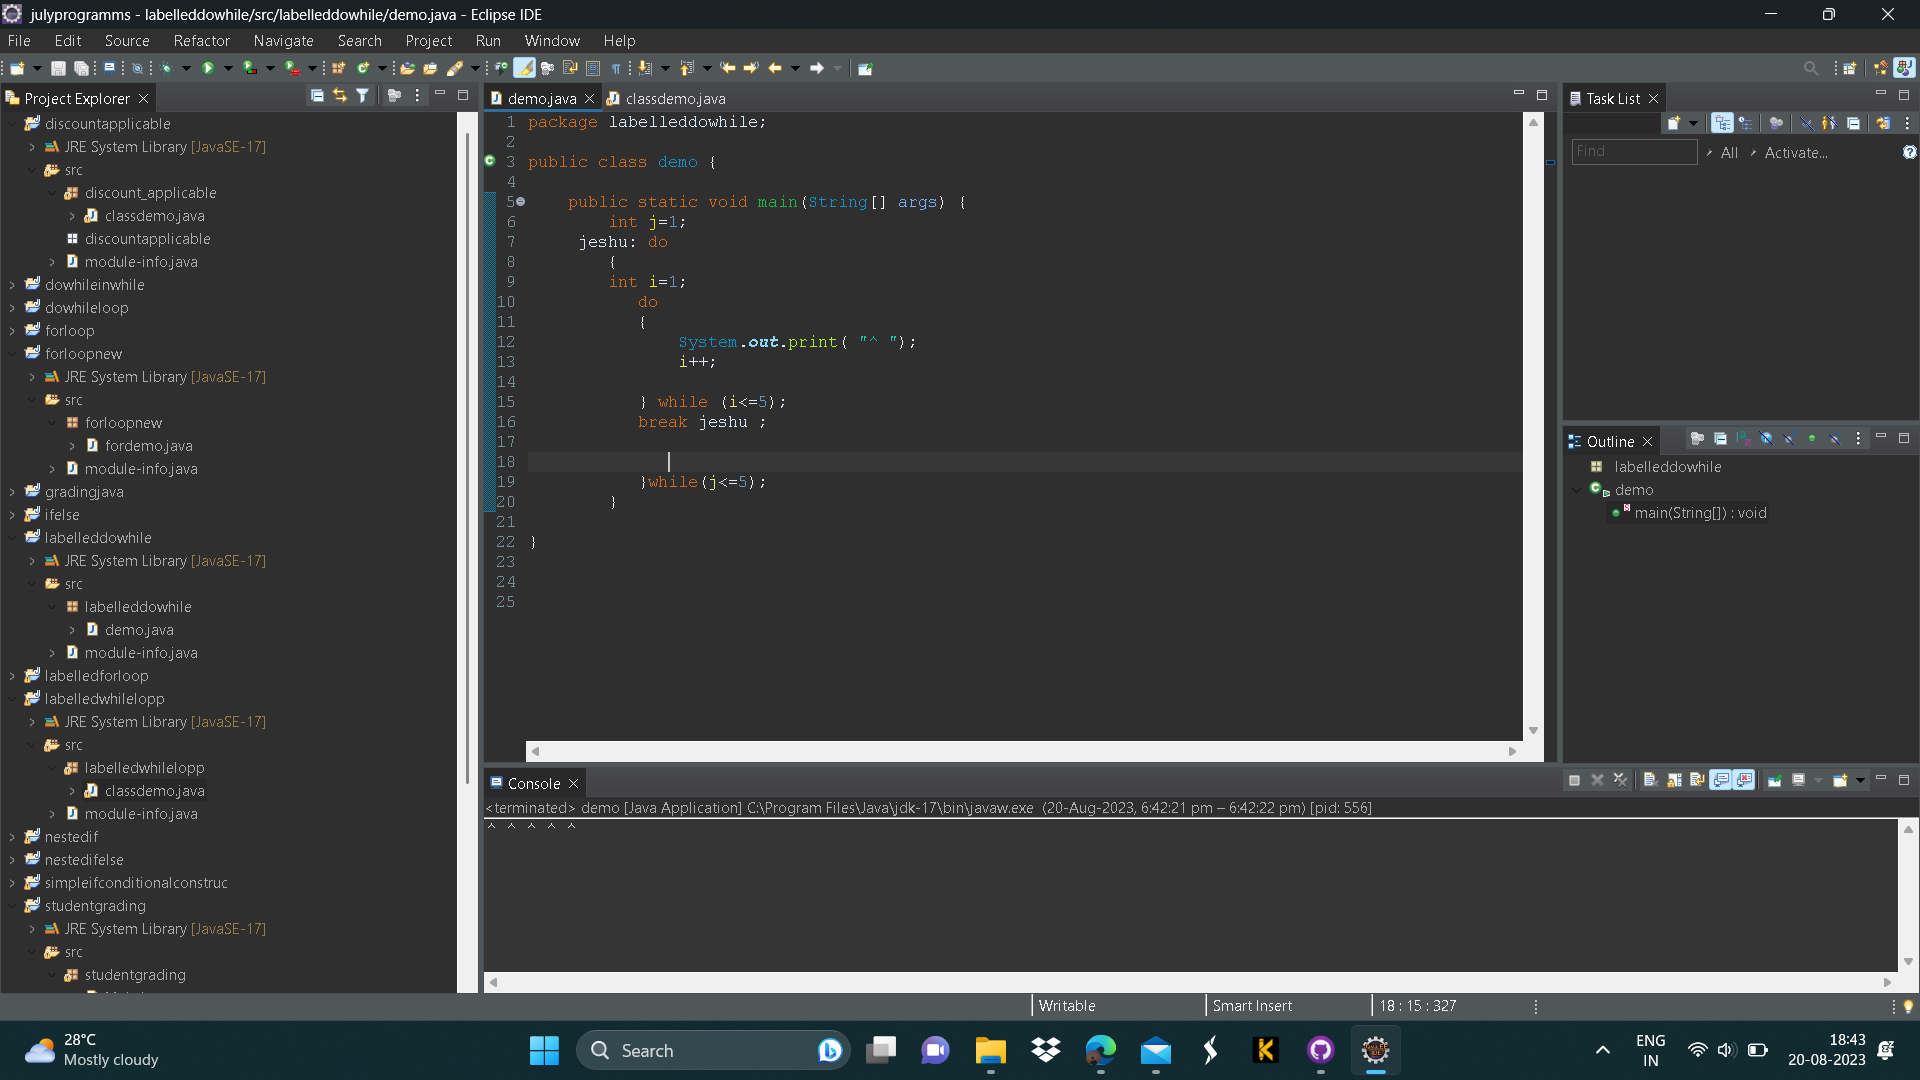 julyprogramms - labelleddowhile/src/labelleddowhile/demo.java - Eclipse IDE
File Edit Source Refactor Navigate Search Project Run Window Help
Project Explorer
discountapplicable
JRE System Library [JavaSE-17]
src
discount_applicable
classdemo.java
discountapplicable
module-info.java
dowhileinwhile
dowhileloop
forloop
forloopnew
JRE System Library [JavaSE-17]
src
forloopnew
fordemo.java
module-info.java
gradingjava
ifelse
labelleddowhile
JRE System Library [JavaSE-17]
src
labelleddowhile
demo.java
module-info.java
labelledforloop
labelledwhilelopp
JRE System Library [JavaSE-17]
src
labelledwhilelopp
classdemo.java
module-info.java
nestedif
nestedifelse
simpleifconditionalconstruc
studentgrading
JRE System Library [JavaSE-17]
src
studentgrading
demo.java classdemo.java
1 package labelleddowhile;
2
3 public class demo {
4
5 public static void main(String[] args) {
6 int j=1;
7 jeshu: do
8 {
9 int i=1;
10 do
11 {
12 System.out.print( "^ ");
13 i++;
14
15 } while (i<=5);
16 break jeshu ;
17
18
19 }while(j<=5);
20 }
21
22 }
23
24
25
Task List
Find All Activate...
Outline
labelleddowhile
demo
main(String[]) : void
Console
<terminated> demo [Java Application] C:\Program Files\Java\jdk-17\bin\javaw.exe (20-Aug-2023, 6:42:21 pm – 6:42:22 pm) [pid: 556]
^ ^ ^ ^ ^
Writable Smart Insert 18 : 15 : 327
28°C
Mostly cloudy
Search
ENG
IN
18:43
20-08-2023